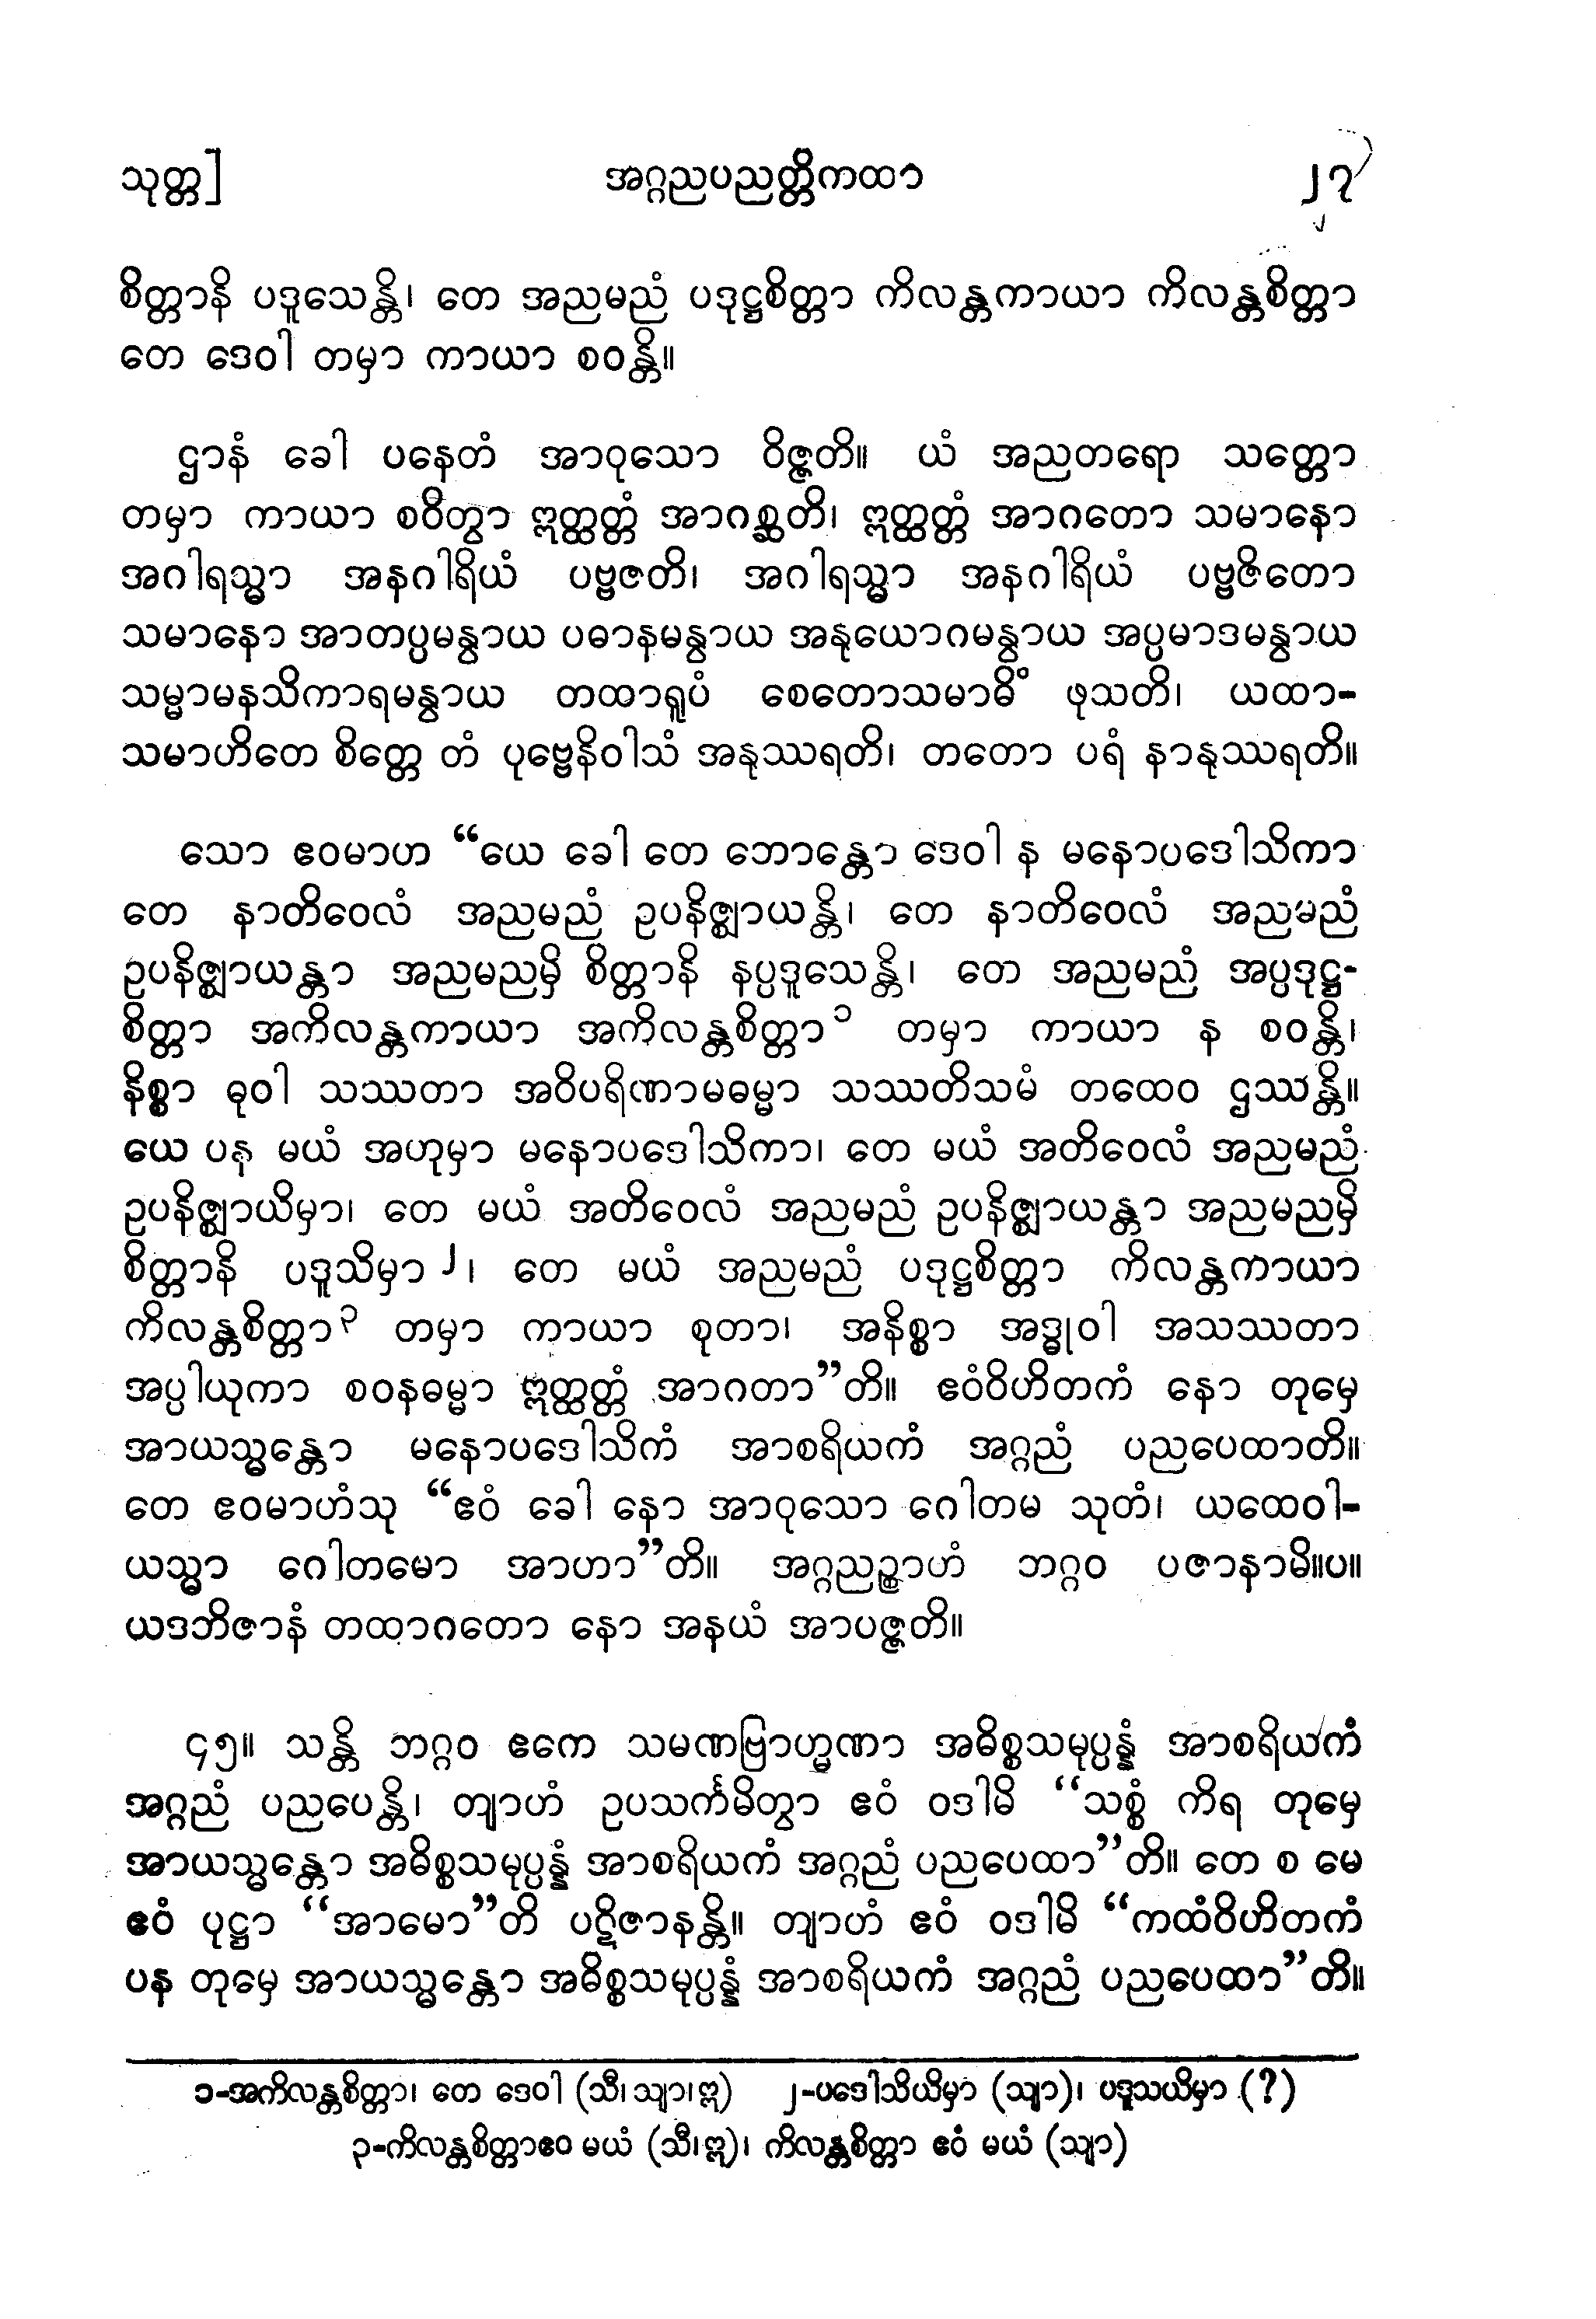 သုတ္တ] အဂ္ဂညပညတ္တိကထာ ၂၇
စိတ္တာနိ ပဒူသေန္တိ၊ တေ အညမညံ ပဒုဋ္ဌစိတ္တာ ကိလန္တကာယာ ကိလန္တစိတ္တာ
တေ ဒေဝါ တမှာ ကာယာ စဝန္တိ။
ဌာနံ ခေါ ပနေတံ အာဝုသော ဝိဇ္ဇတိ။ ယံ အညတရော သတ္တော
တမှာ ကာယာ စဝိတွာ ဣတ္ထတ္တံ အာဂစ္ဆတိ၊ ဣတ္ထတ္တံ အာဂတော သမာနော
အဂါရသ္မာ အနဂါရိယံ ပဗ္ဗဇတိ၊ အဂါရသ္မာ အနဂါရိယံ ပဗ္ဗဇိတော
သမာနော အာတပ္ပမန္వာယ ပဓာနမန္వာယ အနုယောဂမန္వာယ အပ္ပမာဒမန္వာယ
သမ္မာမနသိကာရမန္వာယ တထာရူပံ စေတောသမာဓိံ ဖုသတိ၊ ယထာ-
သမာဟိတေ စိတ္တေ တံ ပုဗ္ဗေနိဝါသံ အနုဿရတိ၊ တတော ပရံ နာနုဿရတိ။
သော ဧဝမာဟ “ယေ ခေါ တေ ဘောန္တော ဒေဝါ န မနောပဒေါသိကာ
တေ နာတိဝေလံ အညမညံ ဥပနိဇ္ဈာယန္တိ၊ တေ နာတိဝေလံ အညမညံ
ဥပနိဇ္ဈာယန္တာ အညမညမှိ စိတ္တာနိ နပ္ပဒူသေန္တိ၊ တေ အညမညံ အပ္ပဒုဋ္ဌ-
စိတ္တာ အကိလန္တကာယာ အကိလန္တစိတ္တာ၁ တမှာ ကာယာ န စဝန္တိ၊
နိစ္စာ ဓုဝါ သဿတာ အဝိပရိဏာမဓမ္မာ သဿတိသမံ တထေဝ ဌဿန္တိ။
ယေ ပန မယံ အဟုမှာ မနောပဒေါသိကာ၊ တေ မယံ အတိဝေလံ အညမညံ
ဥပနိဇ္ဈာယိမှာ၊ တေ မယံ အတိဝေလံ အညမညံ ဥပနိဇ္ဈာယန္တာ အညမညမှိ
စိတ္တာနိ ပဒူသိမှာ၂၊ တေ မယံ အညမညံ ပဒုဋ္ဌစိတ္တာ ကိလန္တကာယာ
ကိလန္တစိတ္တာ၃ တမှာ ကာယာ စုတာ၊ အနိစ္စာ အဒ္ဓုဝါ အသဿတာ
အပ္ပါယုကာ စဝနဓမ္မာ ဣတ္ထတ္တံ အာဂတာ”တိ။ ဧဝံဝိဟိတကံ နော တုမှေ
အာယသ္မန္တော မနောပဒေါသိကံ အာစရိယကံ အဂ္ဂညံ ပညပေထာတိ။
တေ ဧဝမာဟံသု “ဧဝံ ခေါ နော အာဝုသော ဂေါတမ သုတံ၊ ယထေဝါ-
ယသ္မာ ဂေါတမော အာဟာ”တိ။ အဂ္ဂညဉ္စာဟံ ဘဂ္ဂဝ ပဇာနာမိ။ပ။
ယဒဘိဇာနံ တထာဂတော နော အနယံ အာပဇ္ဇတိ။
၄၅။ သန္တိ ဘဂ္ဂဝ ဧကေ သမဏဗြာဟ္မဏာ အဓိစ္စသမုပ္ပန္နံ အာစရိယကံ
အဂ္ဂညံ ပညပေန္တိ၊ တျာဟံ ဥပသင်္ကမိတွာ ဧဝံ ဝဒါမိ “သစ္စံ ကိရ တုမှေ
အာယသ္မန္တော အဓိစ္စသမုပ္ပန္နံ အာစရိယကံ အဂ္ဂညံ ပညပေထာ”တိ။ တေ စ မေ
ဧဝံ ပုဋ္ဌာ “အာမော”တိ ပဋိဇာနန္တိ။ တျာဟံ ဧဝံ ဝဒါမိ “ကထံဝိဟိတကံ
ပန တုမှေ အာယသ္မန္တော အဓိစ္စသမုပ္ပန္နံ အာစရိယကံ အဂ္ဂညံ ပညပေထာ”တိ။
၁-အကိလန္တစိတ္တာ၊ တေ ဒေဝါ (သီ၊သျာ၊ဣ) ၂-ပဒေါသိယိမှာ (သျာ)၊ ပဒူသယိမှာ (?)
၃-ကိလန္တစိတ္တာဧဝ မယံ (သီ၊ဣ)၊ ကိလန္တစိတ္တာ ဧဝံ မယံ (သျာ)